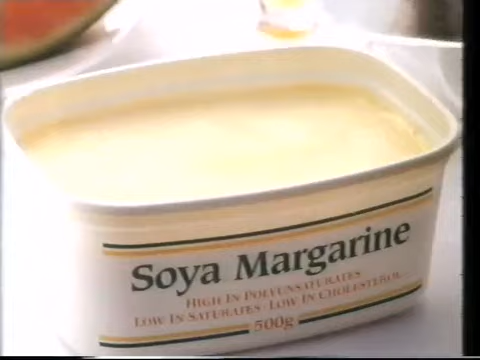 Soya Margarine
HIGH IN POLYUNSATURATES
LOW IN SATURATES · LOW IN CHOLESTEROL
500g